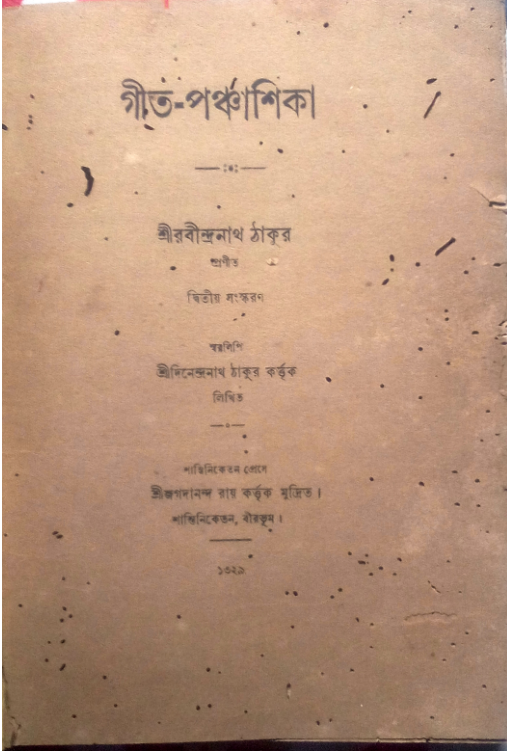 গীত-পঞ্চাশিকা
শ্রীরবীন্দ্রনাথ ঠাকুর
প্রণীত
দ্বিতীয় সংস্করণ
স্বরলিপি
শ্রীদিনেন্দ্রনাথ ঠাকুর কর্ত্তৃক
লিখিত
শান্তিনিকেতন প্রেসে
শ্রীজগদানন্দ রায় কর্ত্তৃক মুদ্রিত।
শান্তিনিকেতন, বীরভূম।
১৩২৯